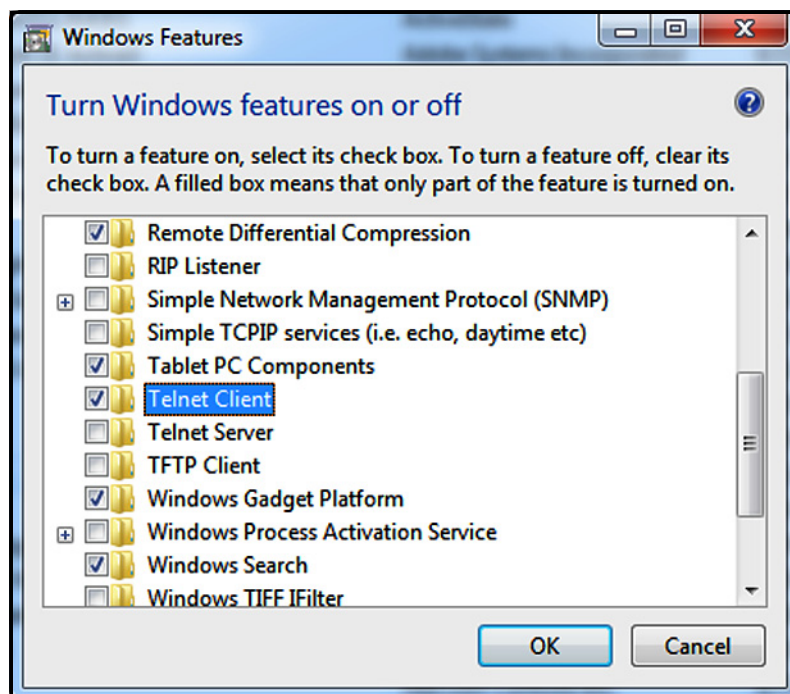 Windows Features
Turn Windows features on or off
To turn a feature on, select its check box. To turn a feature off, clear its
check box. A filled box means that only part of the feature is turned on.
Remote Differential Compression
RIP Listener
Simple Network Management Protocol (SNMP)
Simple TCPIP services (i.e. echo, daytime etc)
Tablet PC Components
Telnet Client
Telnet Server
TFTP Client
Windows Gadget Platform
Windows Process Activation Service
Windows Search
Windows TIFF IFilter
OK Cancel